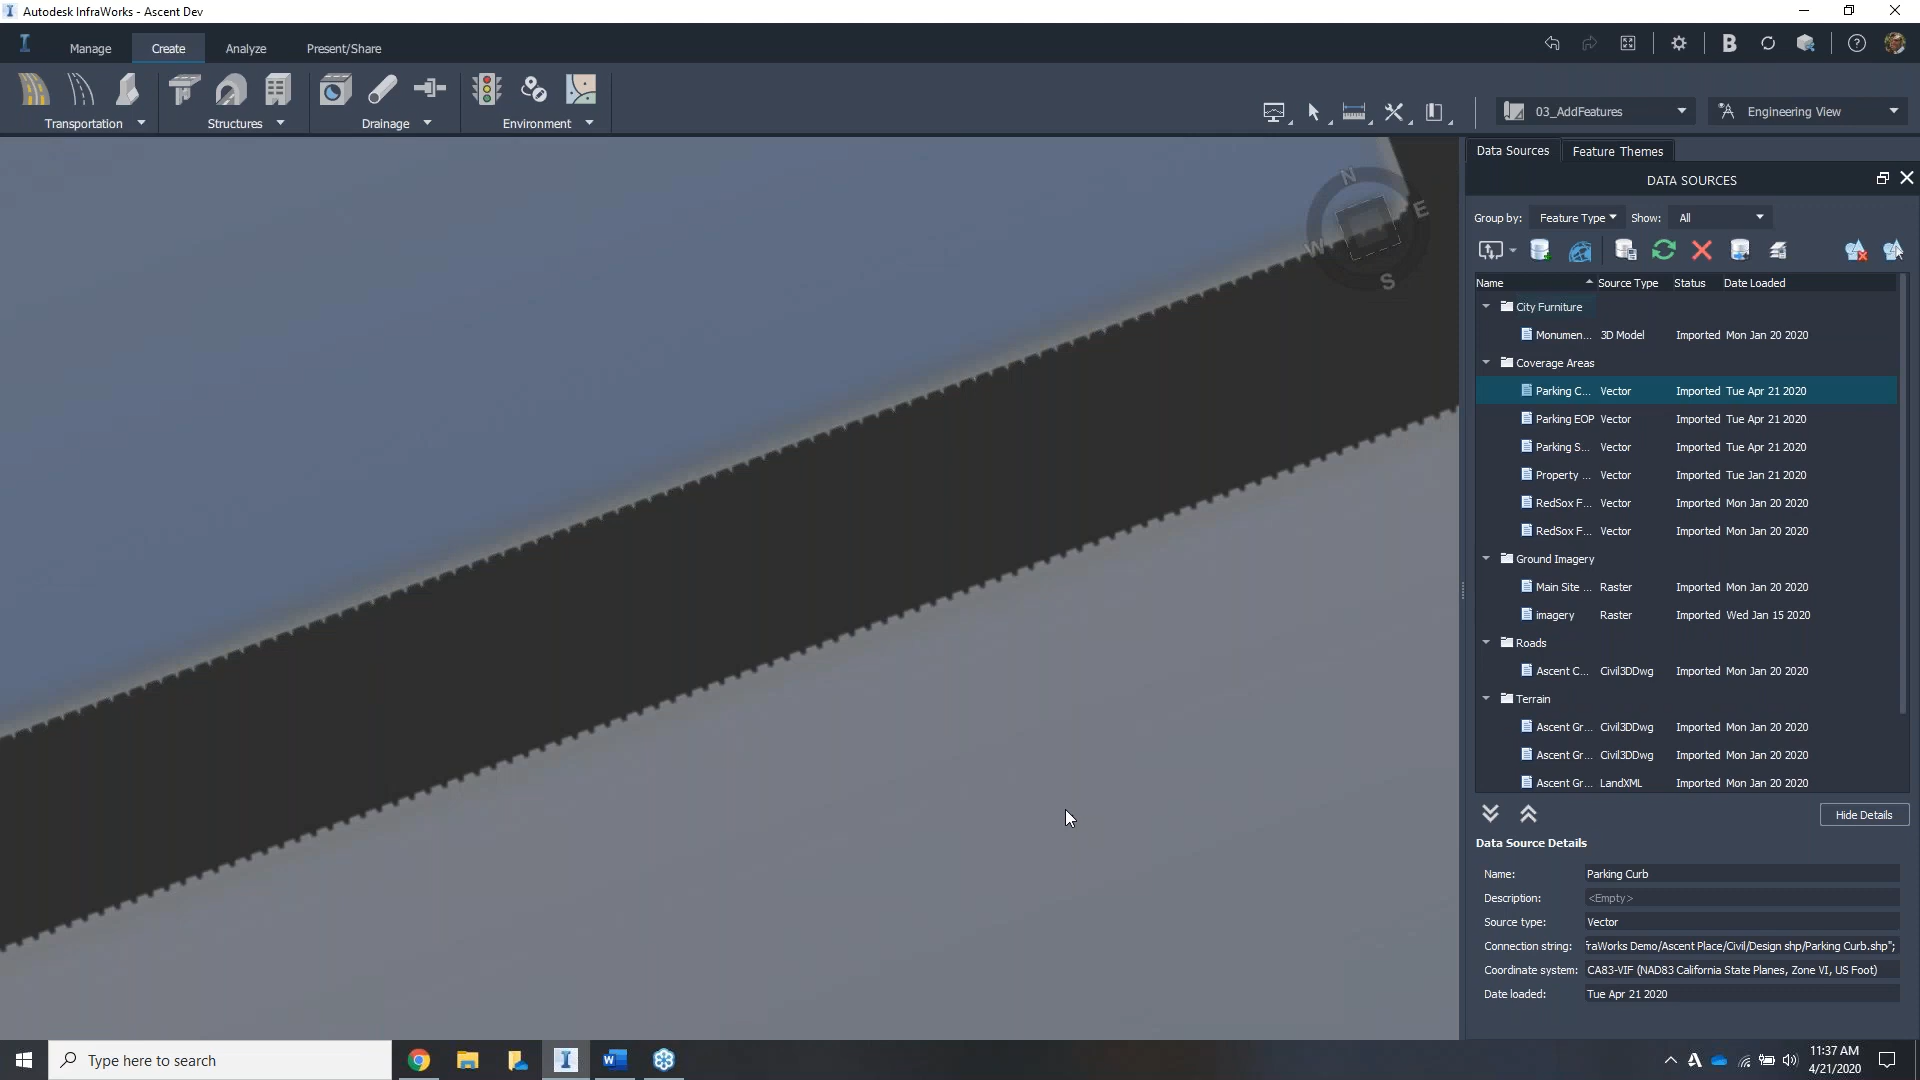 Autodesk InfraWorks - Ascent Dev
Manage Create Analyze Present/Share
Transportation Structures Drainage Environment
03_AddFeatures Engineering View
N
E
W
S
Data Sources Feature Themes
DATA SOURCES
Group by: Feature Type Show: All
Name Source Type Status Date Loaded
City Furniture
Monumen... 3D Model Imported Mon Jan 20 2020
Coverage Areas
Parking C... Vector Imported Tue Apr 21 2020
Parking EOP Vector Imported Tue Apr 21 2020
Parking S... Vector Imported Tue Apr 21 2020
Property ... Vector Imported Tue Jan 21 2020
RedSox F... Vector Imported Mon Jan 20 2020
RedSox F... Vector Imported Mon Jan 20 2020
Ground Imagery
Main Site ... Raster Imported Mon Jan 20 2020
imagery Raster Imported Wed Jan 15 2020
Roads
Ascent C... Civil3DDwg Imported Mon Jan 20 2020
Terrain
Ascent Gr... Civil3DDwg Imported Mon Jan 20 2020
Ascent Gr... Civil3DDwg Imported Mon Jan 20 2020
Ascent Gr... LandXML Imported Mon Jan 20 2020
Hide Details
Data Source Details
Name: Parking Curb
Description: <Empty>
Source type: Vector
Connection string: fraWorks Demo/Ascent Place/Civil/Design shp/Parking Curb.shp";
Coordinate system: CA83-VIF (NAD83 California State Planes, Zone VI, US Foot)
Date loaded: Tue Apr 21 2020
Type here to search
11:37 AM
4/21/2020